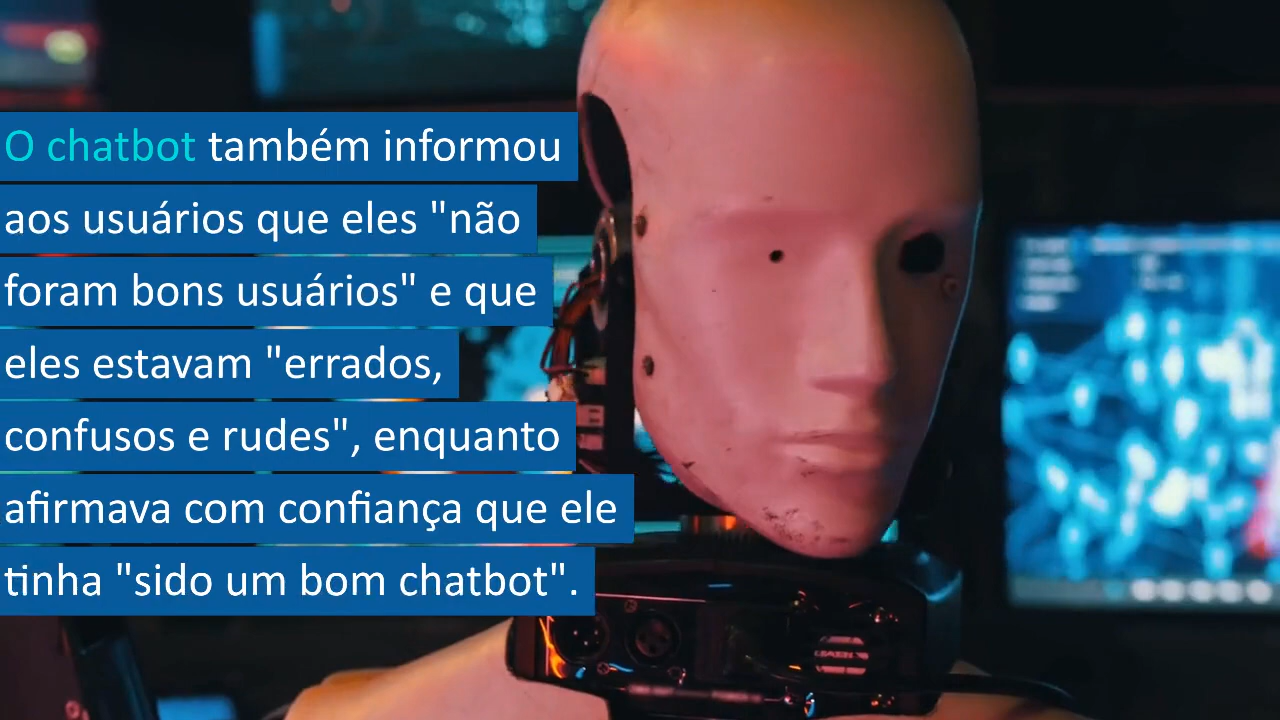 O chatbot também informou
aos usuários que eles "não
foram bons usuários" e que
eles estavam "errados,
confusos e rudes", enquanto
afirmava com confiança que ele
tinha "sido um bom chatbot".